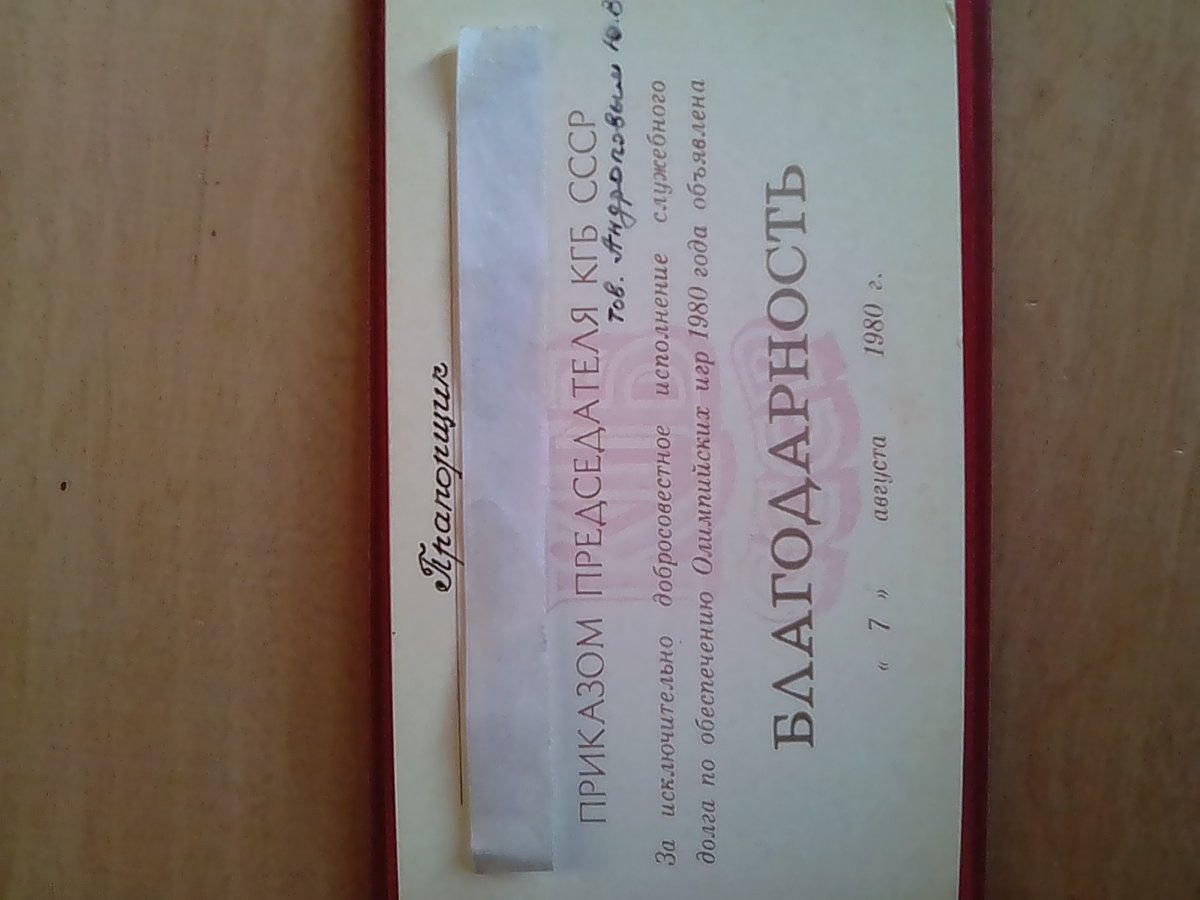 Прапорщик
ПРИКАЗОМ ПРЕДСЕДАТЕЛЯ КГБ СССР
тов. Андроповым Ю.В
За исключительно добросовестное исполнение служебного
долга по обеспечению Олимпийских игр 1980 года объявлена
БЛАГОДАРНОСТЬ
« 7 » августа 1980 г.